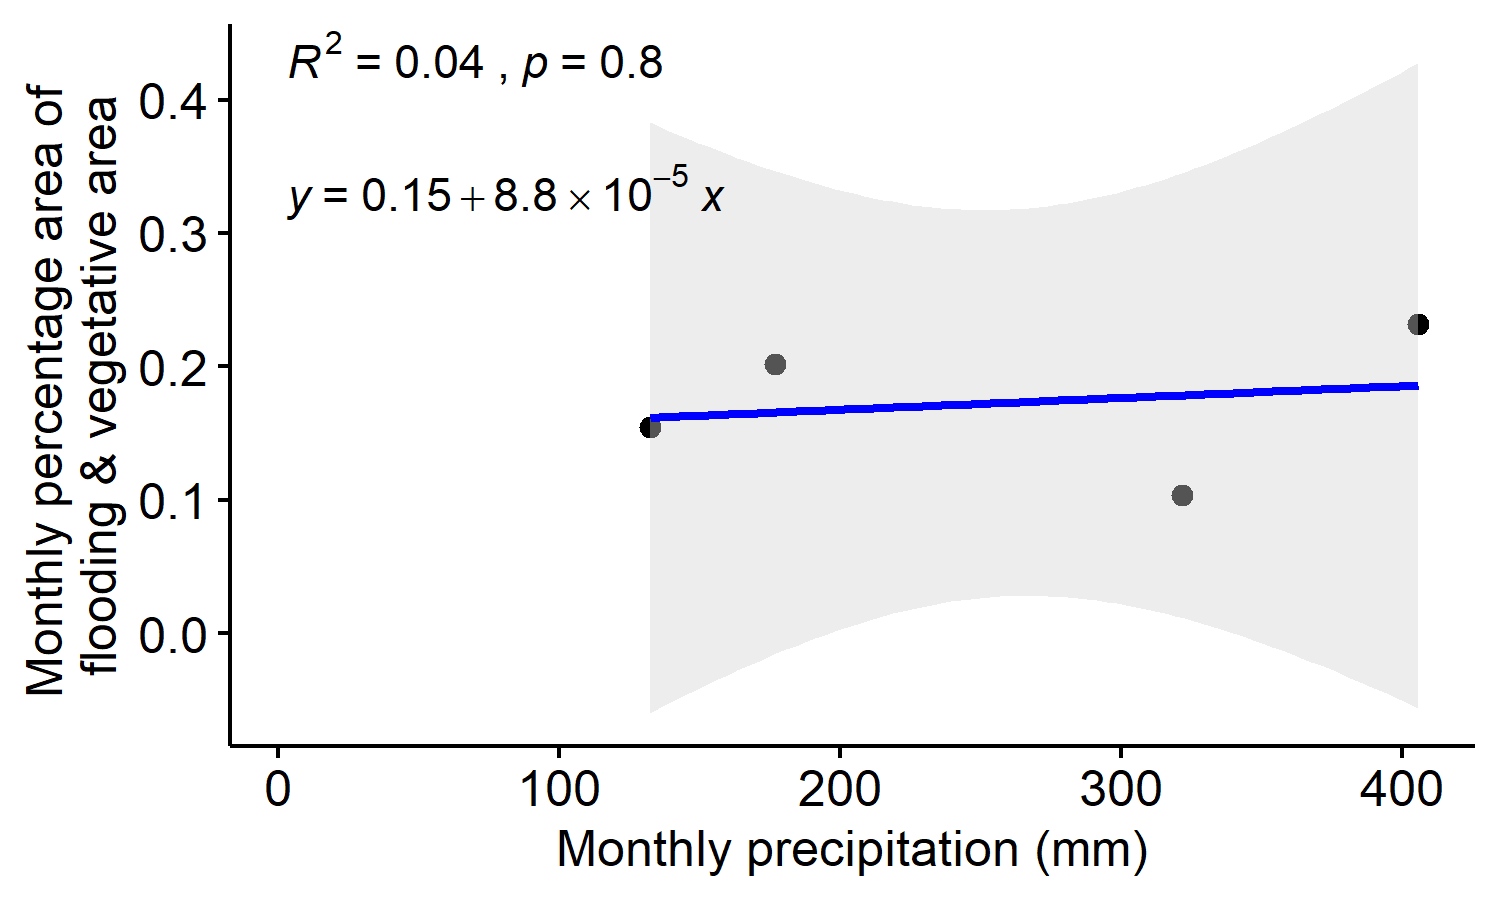 R² = 0.04 , p = 0.8
y = 0.15 + 8.8 × 10⁻⁵ x
Monthly percentage area of
flooding & vegetative area
0.4
0.3
0.2
0.1
0.0
0 100 200 300 400
Monthly precipitation (mm)